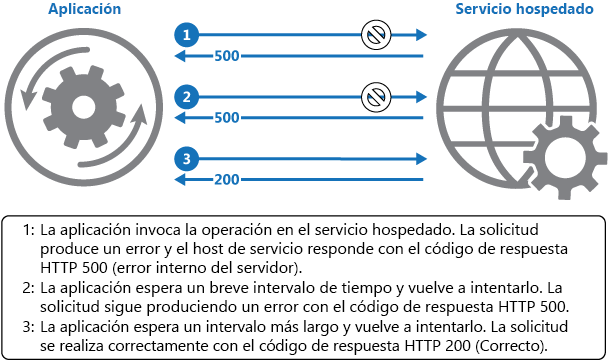 Aplicación
Servicio hospedado
1
500
2
500
3
200
1: La aplicación invoca la operación en el servicio hospedado. La solicitud
produce un error y el host de servicio responde con el código de respuesta
HTTP 500 (error interno del servidor).
2: La aplicación espera un breve intervalo de tiempo y vuelve a intentarlo. La
solicitud sigue produciendo un error con el código de respuesta HTTP 500.
3: La aplicación espera un intervalo más largo y vuelve a intentarlo. La solicitud
se realiza correctamente con el código de respuesta HTTP 200 (Correcto).